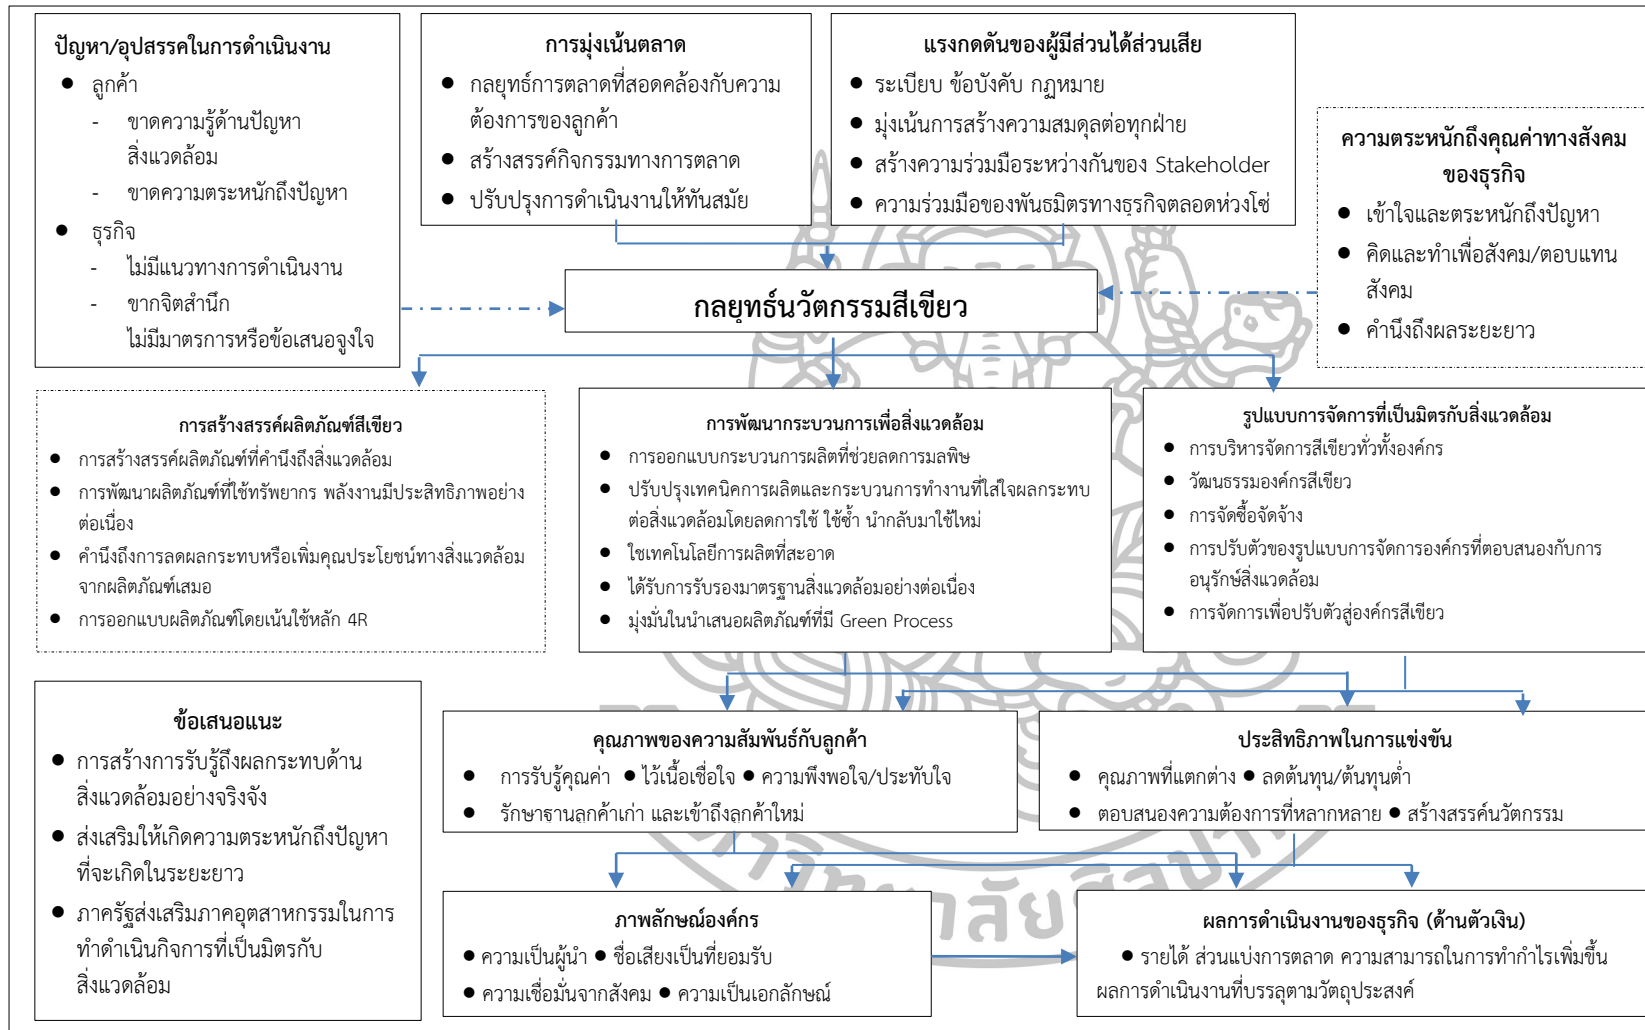 ปัญหา/อุปสรรคในการดำเนินงาน
● ลูกค้า
- ขาดความรู้ด้านปัญหา
สิ่งแวดล้อม
- ขาดความตระหนักถึงปัญหา
● ธุรกิจ
- ไม่มีแนวทางการดำเนินงาน
- ขากจิตสำนึก
ไม่มีมาตรการหรือข้อเสนอจูงใจ
การมุ่งเน้นตลาด
● กลยุทธ์การตลาดที่สอดคล้องกับความ
ต้องการของลูกค้า
● สร้างสรรค์กิจกรรมทางการตลาด
● ปรับปรุงการดำเนินงานให้ทันสมัย
แรงกดดันของผู้มีส่วนได้ส่วนเสีย
● ระเบียบ ข้อบังคับ กฎหมาย
● มุ่งเน้นการสร้างความสมดุลต่อทุกฝ่าย
● สร้างความร่วมมือระหว่างกันของ Stakeholder
● ความร่วมมือของพันธมิตรทางธุรกิจตลอดห่วงโซ่
ความตระหนักถึงคุณค่าทางสังคม
ของธุรกิจ
● เข้าใจและตระหนักถึงปัญหา
● คิดและทำเพื่อสังคม/ตอบแทน
สังคม
● คำนึงถึงผลระยะยาว
กลยุทธ์นวัตกรรมสีเขียว
การสร้างสรรค์ผลิตภัณฑ์สีเขียว
● การสร้างสรรค์ผลิตภัณฑ์ที่คำนึงถึงสิ่งแวดล้อม
● การพัฒนาผลิตภัณฑ์ที่ใช้ทรัพยากร พลังงานมีประสิทธิภาพอย่าง
ต่อเนื่อง
● คำนึงถึงการลดผลกระทบหรือเพิ่มคุณประโยชน์ทางสิ่งแวดล้อม
จากผลิตภัณฑ์เสมอ
● การออกแบบผลิตภัณฑ์โดยเน้นใช้หลัก 4R
การพัฒนากระบวนการเพื่อสิ่งแวดล้อม
● การออกแบบกระบวนการผลิตที่ช่วยลดการมลพิษ
● ปรับปรุงเทคนิคการผลิตและกระบวนการทำงานที่ใส่ใจผลกระทบ
ต่อสิ่งแวดล้อมโดยลดการใช้ ใช้ซ้ำ นำกลับมาใช้ใหม่
● ใชเทคโนโลยีการผลิตที่สะอาด
● ได้รับการรับรองมาตรฐานสิ่งแวดล้อมอย่างต่อเนื่อง
● มุ่งมั่นในนำเสนอผลิตภัณฑ์ที่มี Green Process
รูปแบบการจัดการที่เป็นมิตรกับสิ่งแวดล้อม
● การบริหารจัดการสีเขียวทั่วทั้งองค์กร
● วัฒนธรรมองค์กรสีเขียว
● การจัดซื้อจัดจ้าง
● การปรับตัวของรูปแบบการจัดการองค์กรที่ตอบสนองกับการ
อนุรักษ์สิ่งแวดล้อม
● การจัดการเพื่อปรับตัวสู่องค์กรสีเขียว
ข้อเสนอแนะ
● การสร้างการรับรู้ถึงผลกระทบด้าน
สิ่งแวดล้อมอย่างจริงจัง
● ส่งเสริมให้เกิดความตระหนักถึงปัญหา
ที่จะเกิดในระยะยาว
● ภาครัฐส่งเสริมภาคอุตสาหกรรมในการ
ทำดำเนินกิจการที่เป็นมิตรกับ
สิ่งแวดล้อม
คุณภาพของความสัมพันธ์กับลูกค้า
● การรับรู้คุณค่า ● ไว้เนื้อเชื่อใจ ● ความพึงพอใจ/ประทับใจ
● รักษาฐานลูกค้าเก่า และเข้าถึงลูกค้าใหม่
ประสิทธิภาพในการแข่งขัน
● คุณภาพที่แตกต่าง ● ลดต้นทุน/ต้นทุนต่ำ
● ตอบสนองความต้องการที่หลากหลาย ● สร้างสรรค์นวัตกรรม
ภาพลักษณ์องค์กร
● ความเป็นผู้นำ ● ชื่อเสียงเป็นที่ยอมรับ
● ความเชื่อมั่นจากสังคม ● ความเป็นเอกลักษณ์
ผลการดำเนินงานของธุรกิจ (ด้านตัวเงิน)
● รายได้ ส่วนแบ่งการตลาด ความสามารถในการทำกำไรเพิ่มขึ้น
ผลการดำเนินงานที่บรรลุตามวัตถุประสงค์